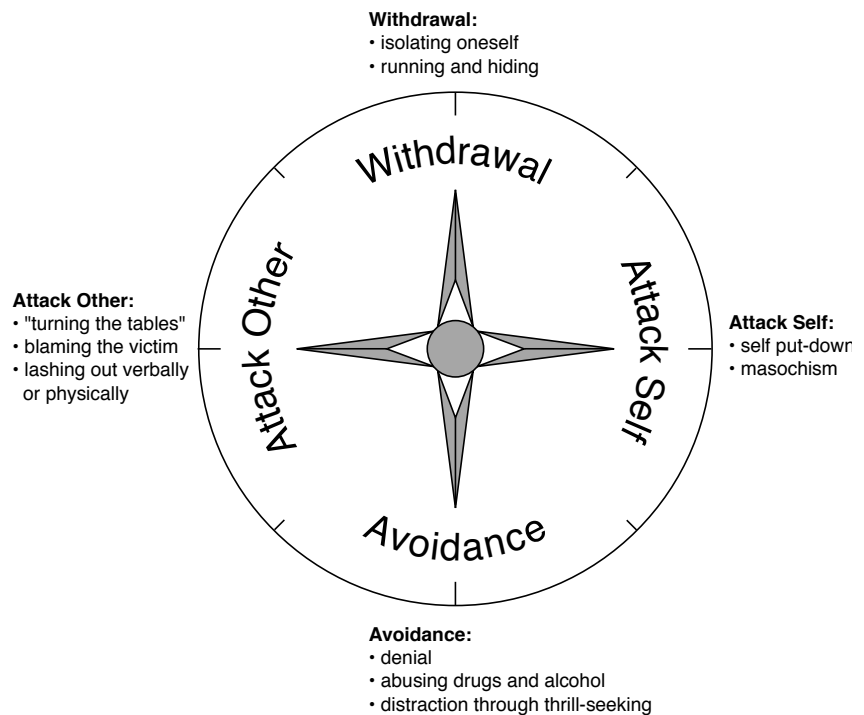 Withdrawal:
• isolating oneself
• running and hiding
Withdrawal
Attack Other:
• "turning the tables"
• blaming the victim
• lashing out verbally
or physically
Attack Other
Attack Self
Attack Self:
• self put-down
• masochism
Avoidance
Avoidance:
• denial
• abusing drugs and alcohol
• distraction through thrill-seeking